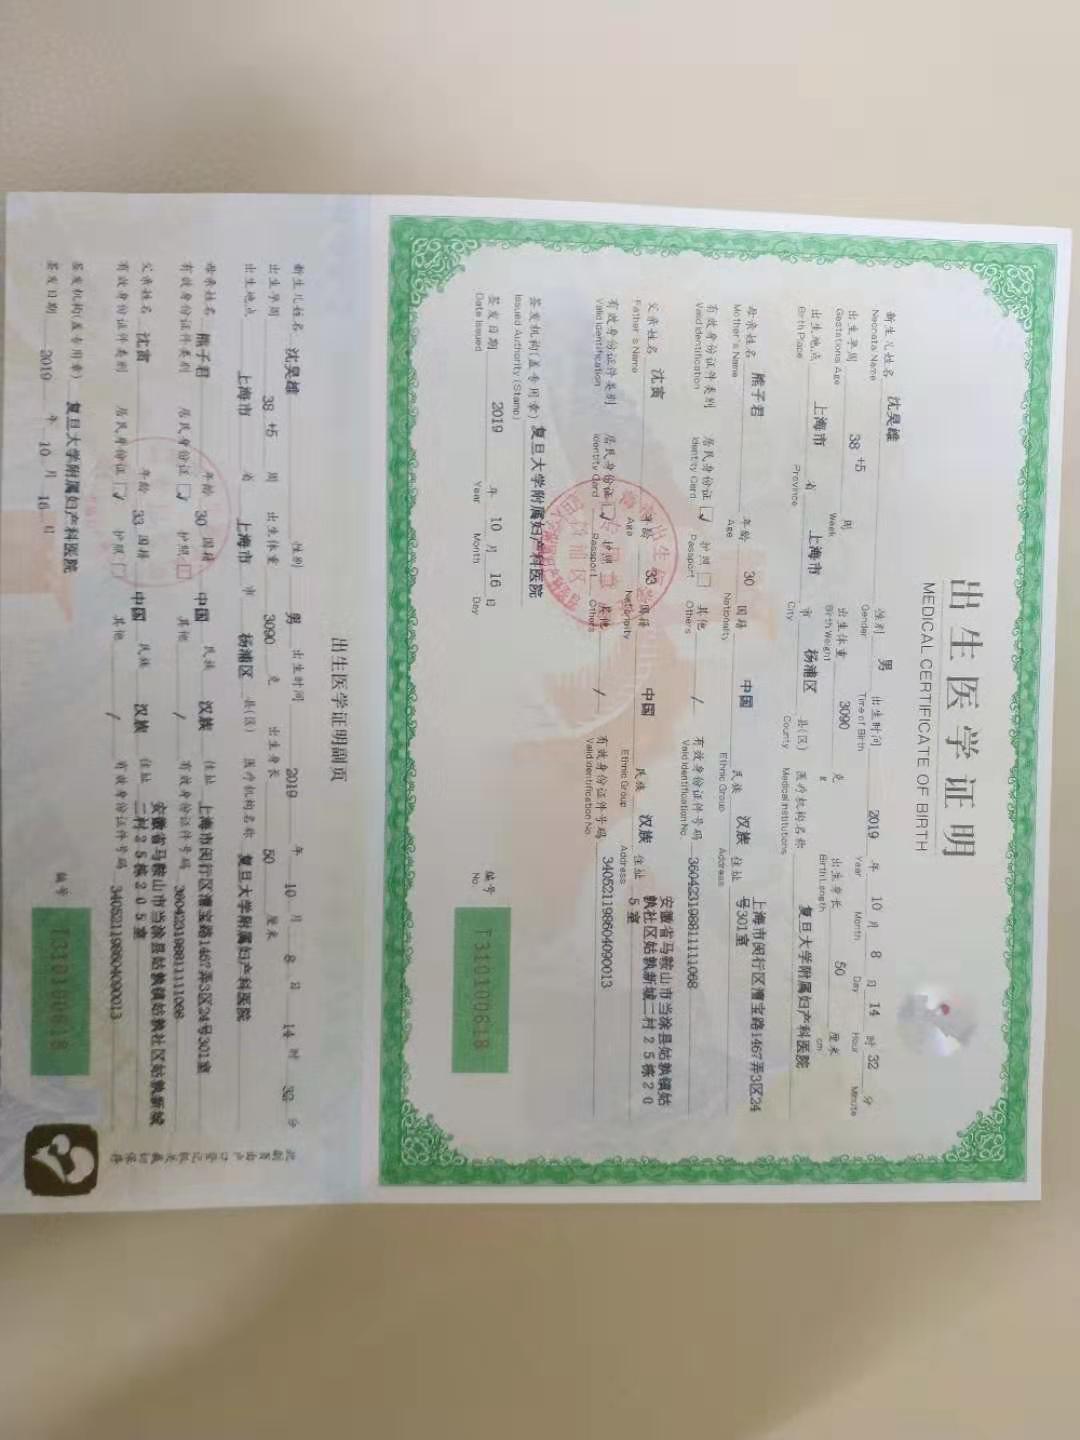 出生医学证明
MEDICAL CERTIFICATE OF BIRTH
新生儿姓名 沈昊雄 性别 男 出生时间 2019 年 10 月 8 日 14 时 32 分
Neonate Name Gender Time of Birth Year Month Day Hour Minute
出生孕周 38 +5 周 出生体重 3090 克 出生身长 50 厘米
Gestations Age Week Birth Weight g Birth Length cm
出生地点 上海市 省 上海市 市 杨浦区 县(区) 医疗机构名称 复旦大学附属妇产科医院
Birth Place Province City County Medical Institutions
母亲姓名 熊子君 年龄 30 国籍 中国 民族 汉族 住址 上海市闵行区漕宝路1467弄3区24号301室
Mother's Name Age Nationality Ethnic Group Address
有效身份证件类别 居民身份证 护照 其他 / 有效身份证件号码 360423198811111068
Valid Identification Identity Card Passport Others Valid Identification No.
父亲姓名 沈寅 年龄 33 国籍 中国 民族 汉族 住址 安徽省马鞍山市当涂县姑孰镇姑孰社区姑孰新城二村25栋205室
Father's Name Age Nationality Ethnic Group Address
有效身份证件类别 居民身份证 护照 其他 / 有效身份证件号码 340521198604090013
Valid Identification Identity Card Passport Others Valid Identification No.
签发机构(盖专用章) 复旦大学附属妇产科医院
Issued Authority (Stamp)
签发日期 2019 年 10 月 16 日 编号 T310100618
Date Issued Year Month Day No.
出生医学证明副页
新生儿姓名 沈昊雄 性别 男 出生时间 2019 年 10 月 8 日 14 时 32 分
出生孕周 38 +5 周 出生体重 3090 克 出生身长 50 厘米
出生地点 上海市 省 上海市 市 杨浦区 县(区) 医疗机构名称 复旦大学附属妇产科医院
母亲姓名 熊子君 年龄 30 国籍 中国 民族 汉族 住址 上海市闵行区漕宝路1467弄3区24号301室
有效身份证件类别 居民身份证 护照 其他 / 有效身份证件号码 360423198811111068
父亲姓名 沈寅 年龄 33 国籍 中国 民族 汉族 住址 安徽省马鞍山市当涂县姑孰镇姑孰社区姑孰新城二村25栋205室
有效身份证件类别 居民身份证 护照 其他 / 有效身份证件号码 340521198604090013
签发机构(盖专用章) 复旦大学附属妇产科医院
签发日期 2019 年 10 月 16 日 编号 T310100618
此副页由户口登记机关裁切保存